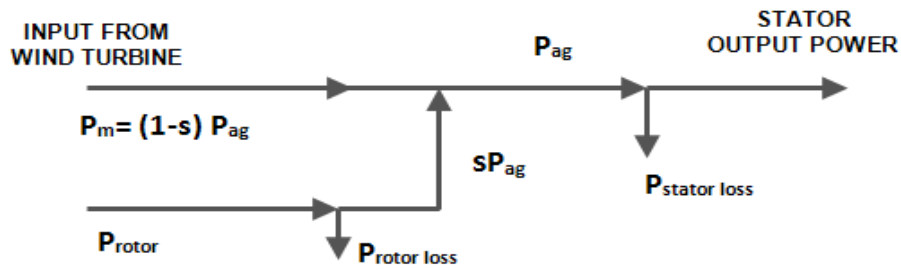 INPUT FROM
WIND TURBINE
STATOR
OUTPUT POWER
Pag
Pm= (1-s) Pag
sPag
Pstator loss
Protor
Protor loss